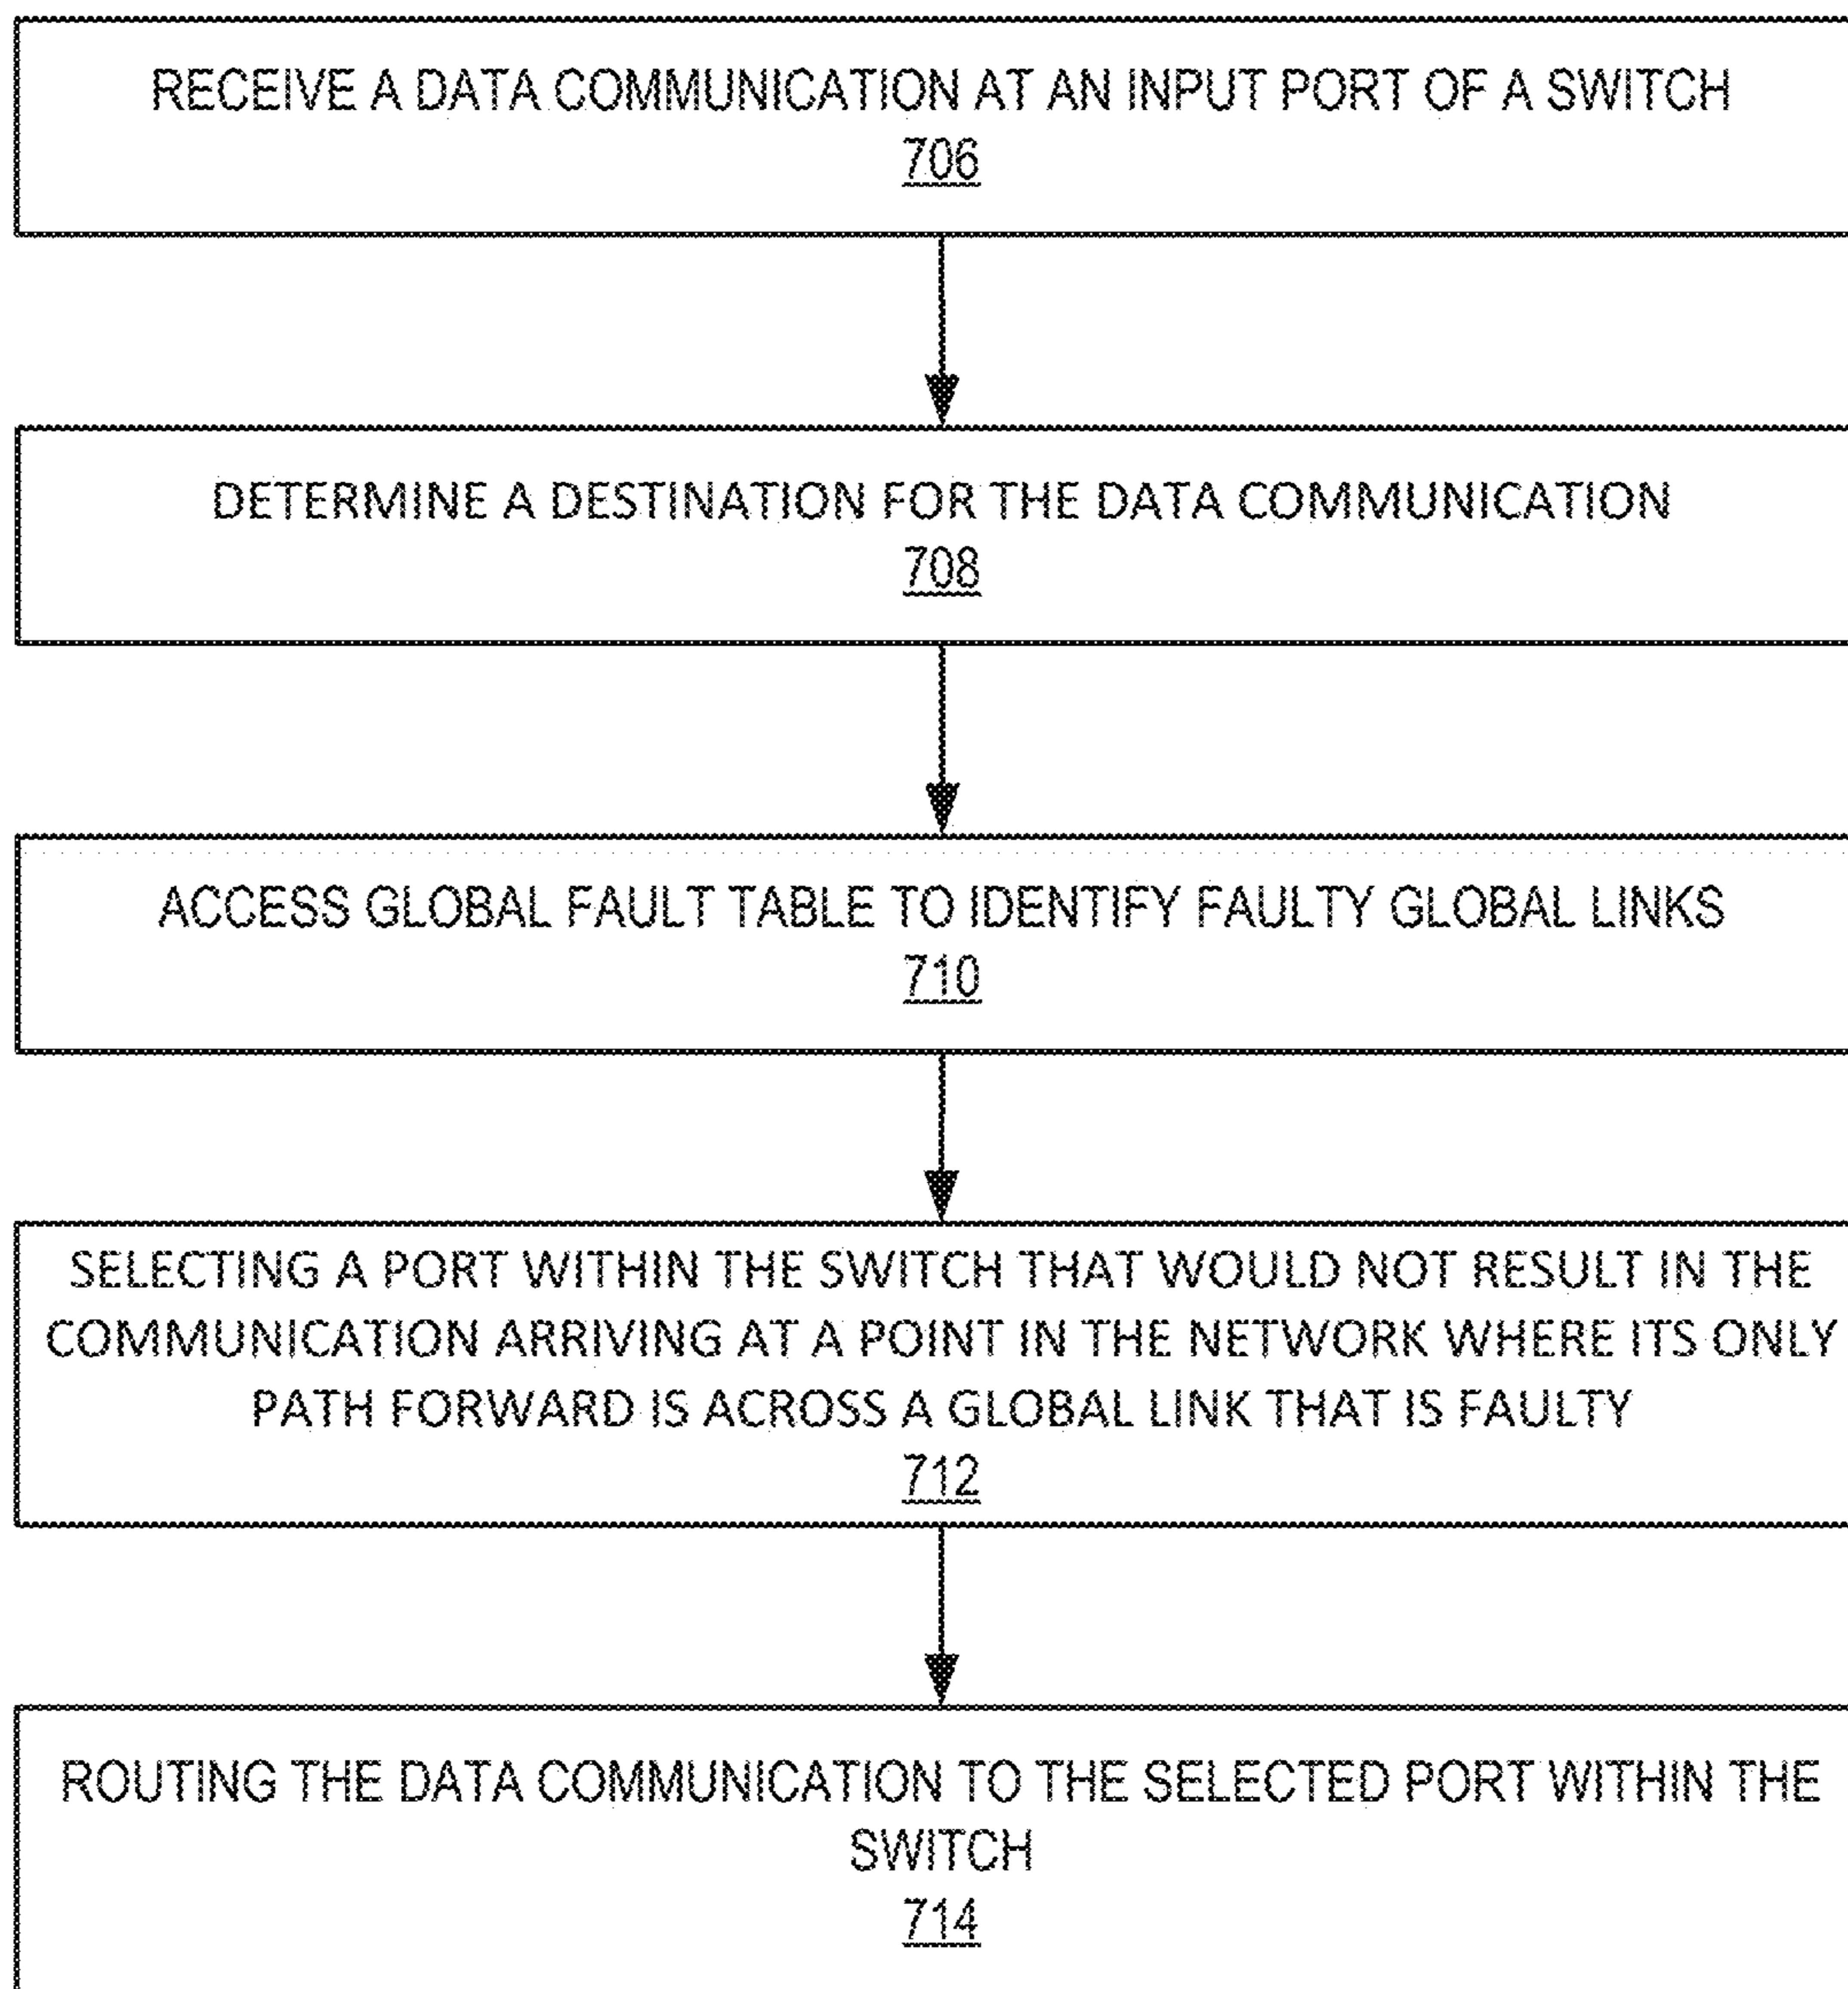 RECEIVE A DATA COMMUNICATION AT AN INPUT PORT OF A SWITCH
706
DETERMINE A DESTINATION FOR THE DATA COMMUNICATION
708
ACCESS GLOBAL FAULT TABLE TO IDENTIFY FAULTY GLOBAL LINKS
710
SELECTING A PORT WITHIN THE SWITCH THAT WOULD NOT RESULT IN THE
COMMUNICATION ARRIVING AT A POINT IN THE NETWORK WHERE ITS ONLY
PATH FORWARD IS ACROSS A GLOBAL LINK THAT IS FAULTY
712
ROUTING THE DATA COMMUNICATION TO THE SELECTED PORT WITHIN THE
SWITCH
714